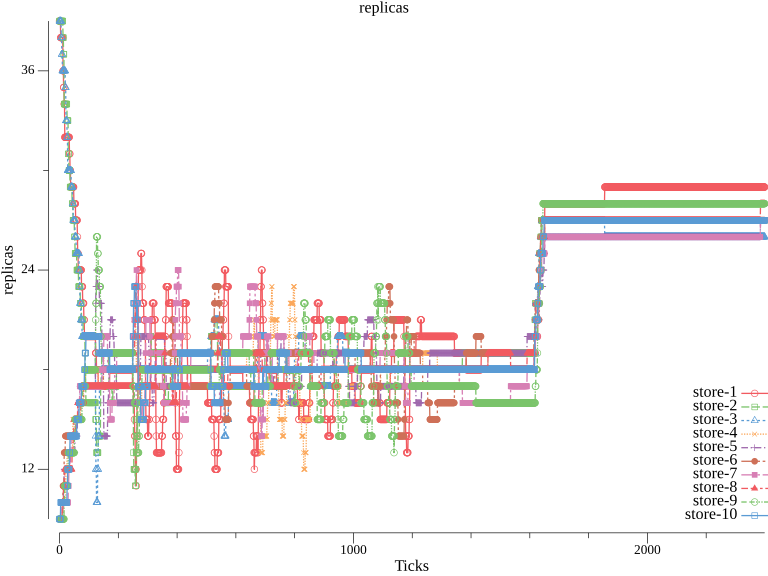 replicas
36
24
12
replicas
0
1000
2000
Ticks
store-1
store-2
store-3
store-4
store-5
store-6
store-7
store-8
store-9
store-10